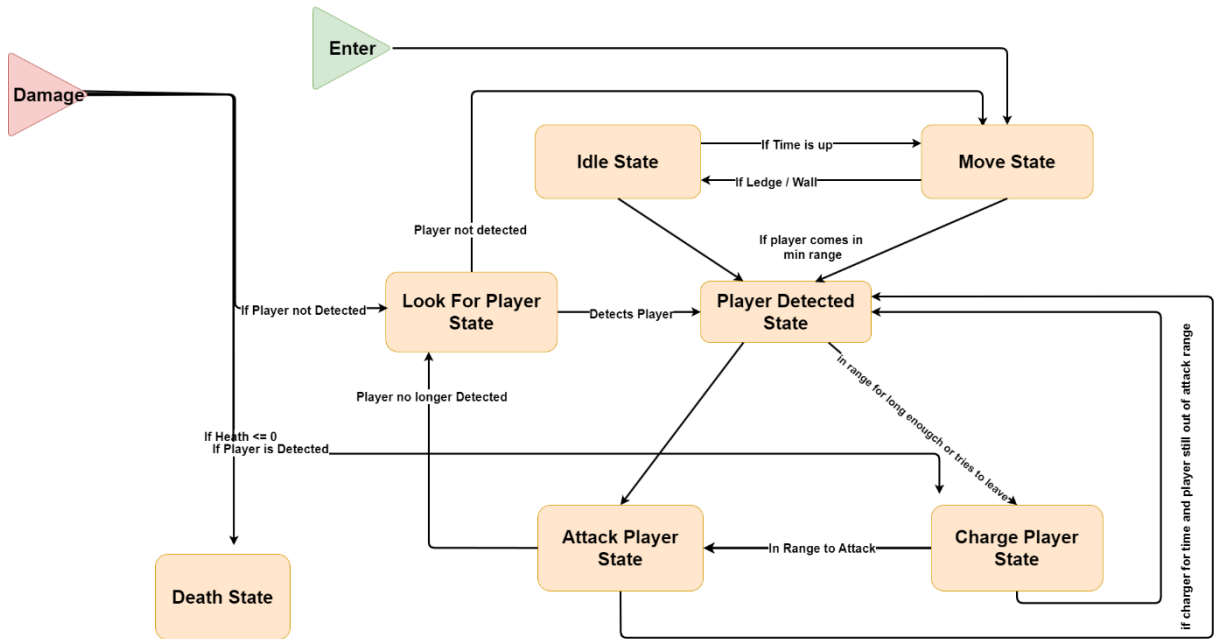 Enter
Damage
Idle State
If Time is up
Move State
If Ledge / Wall
Player not detected
If player comes in
min range
Look For Player
State
Detects Player
Player Detected
State
If Player not Detected
Player no longer Detected
in range for long enougch or tries to leave
if charger for time and player still out of attack range
If Heath <= 0
If Player is Detected
Attack Player
State
In Range to Attack
Charge Player
State
Death State